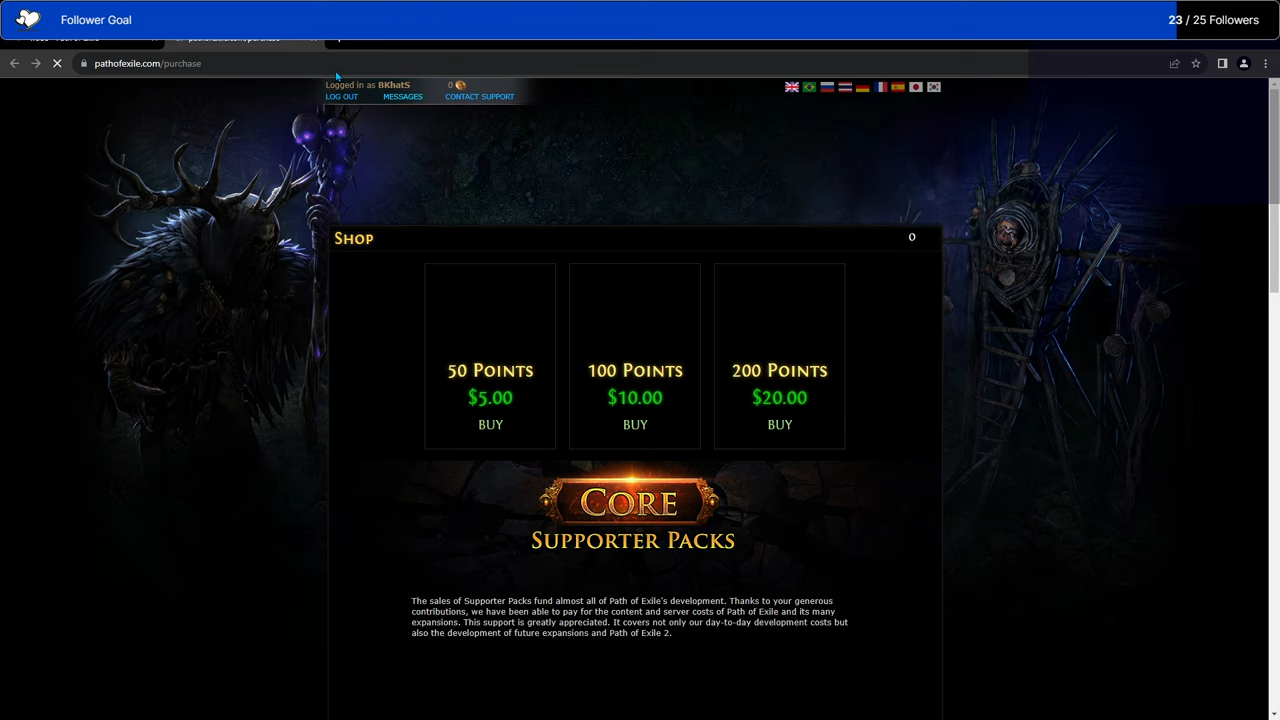 Follower Goal
23 / 25 Followers
pathofexile.com/purchase
Logged in as BKhatS
0
LOG OUT MESSAGES CONTACT SUPPORT
Shop
0
50 Points
$5.00
BUY
100 Points
$10.00
BUY
200 Points
$20.00
BUY
Core
Supporter Packs
The sales of Supporter Packs fund almost all of Path of Exile's development. Thanks to your generous
contributions, we have been able to pay for the content and server costs of Path of Exile and its many
expansions. This support is greatly appreciated. It covers not only our day-to-day development costs but
also the development of future expansions and Path of Exile 2.